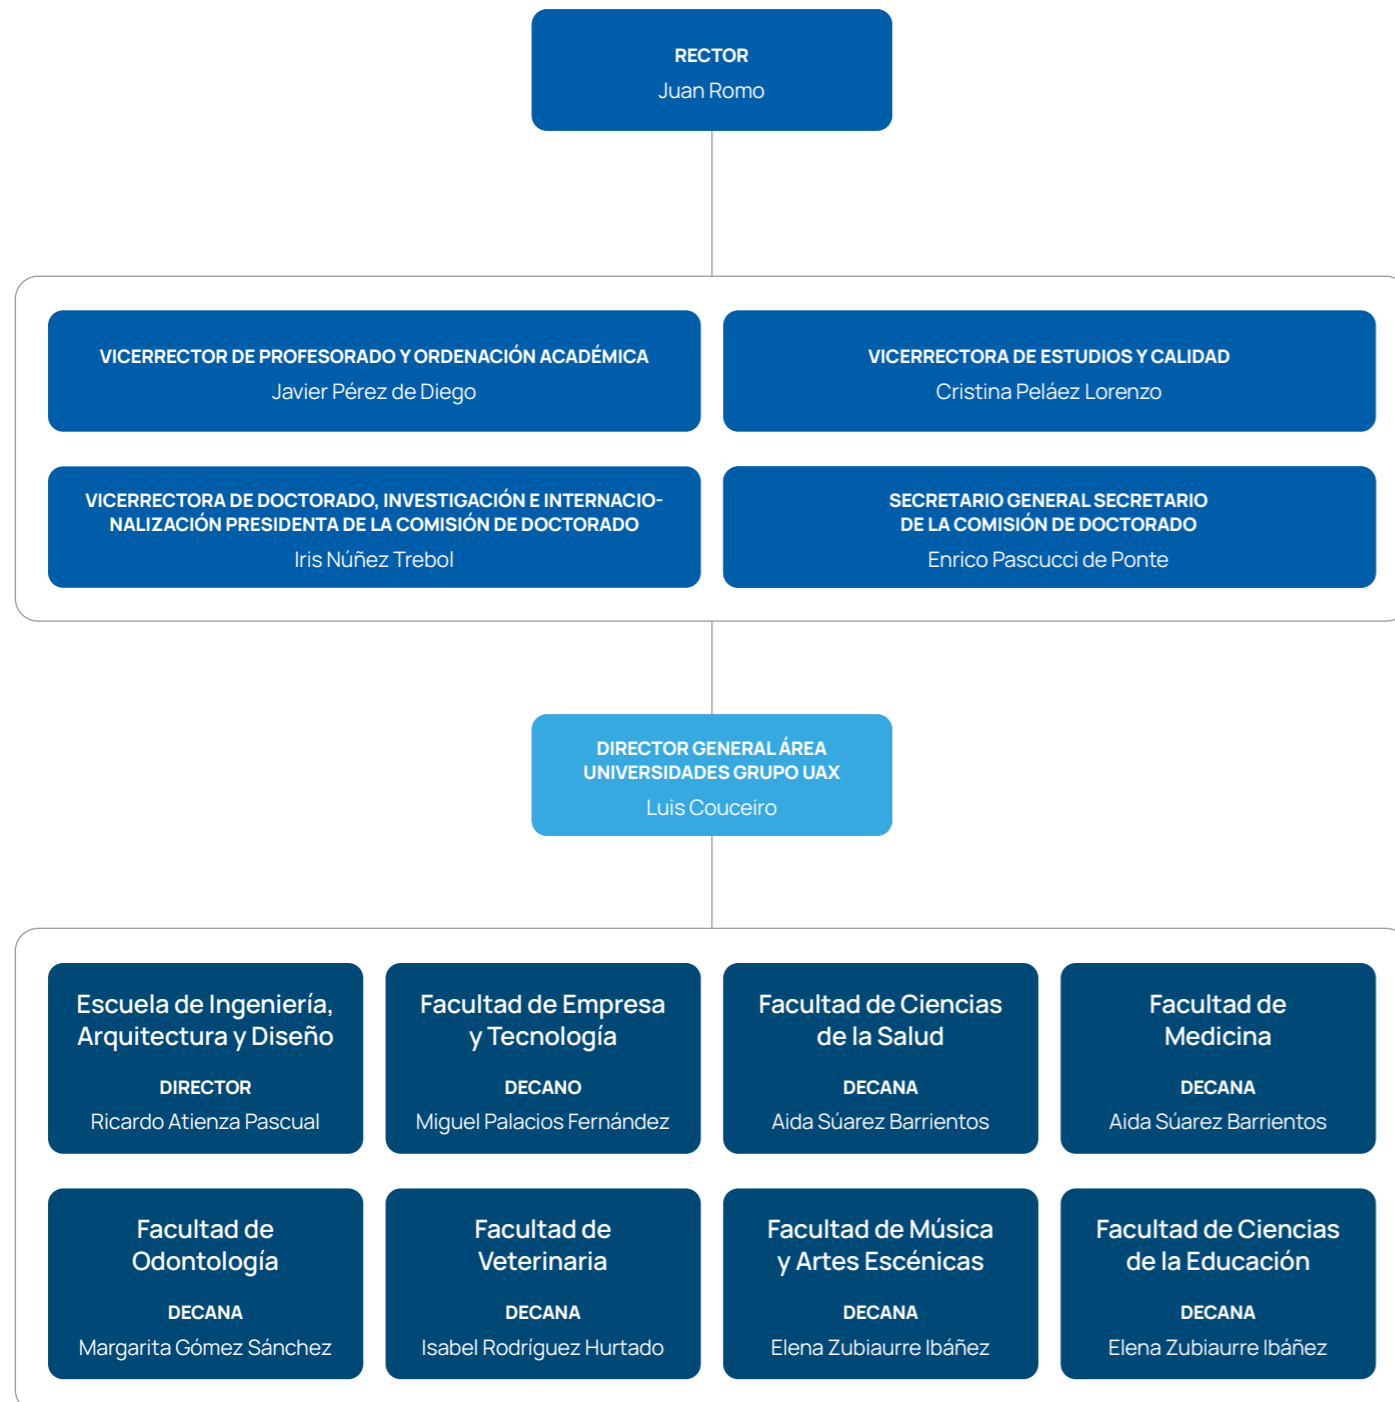 RECTOR
Juan Romo
VICERRECTOR DE PROFESORADO Y ORDENACIÓN ACADÉMICA
Javier Pérez de Diego
VICERRECTORA DE ESTUDIOS Y CALIDAD
Cristina Peláez Lorenzo
VICERRECTORA DE DOCTORADO, INVESTIGACIÓN E INTERNACIO-
NALIZACIÓN PRESIDENTA DE LA COMISIÓN DE DOCTORADO
Iris Núñez Trebol
SECRETARIO GENERAL SECRETARIO
DE LA COMISIÓN DE DOCTORADO
Enrico Pascucci de Ponte
DIRECTOR GENERAL ÁREA
UNIVERSIDADES GRUPO UAX
Luis Couceiro
Escuela de Ingeniería,
Arquitectura y Diseño
DIRECTOR
Ricardo Atienza Pascual
Facultad de Empresa
y Tecnología
DECANO
Miguel Palacios Fernández
Facultad de Ciencias
de la Salud
DECANA
Aida Súarez Barrientos
Facultad de
Medicina
DECANA
Aida Súarez Barrientos
Facultad de
Odontología
DECANA
Margarita Gómez Sánchez
Facultad de
Veterinaria
DECANA
Isabel Rodríguez Hurtado
Facultad de Música
y Artes Escénicas
DECANA
Elena Zubiaurre Ibáñez
Facultad de Ciencias
de la Educación
DECANA
Elena Zubiaurre Ibáñez